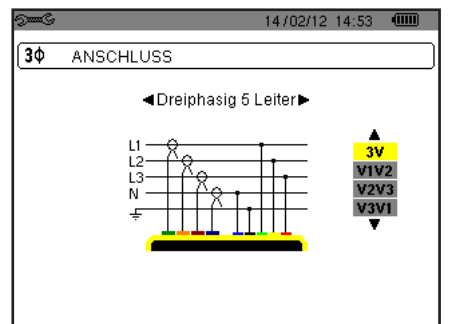 14/02/12 14:53
3Φ ANSCHLUSS
◄Dreiphasig 5 Leiter►
L1
L2
L3
N
3V
V1V2
V2V3
V3V1